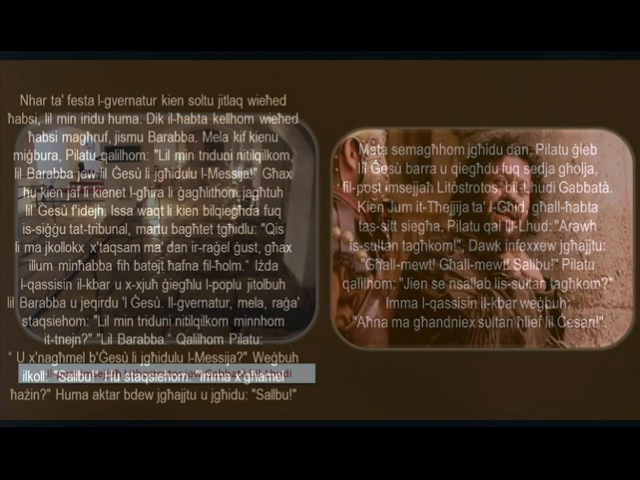 Nhar ta' festa l-gvernatur kien soltu jitlaq wieħed
ħabsi, lil min iridu huma. Dik il-ħabta kellhom wieħed
ħabsi magħruf, jismu Barabba. Mela kif kienu
miġbura, Pilatu qalilhom: "Lil min triduni nitilqilkom,
lil Barabba jew lil Ġesù li jgħidulu l-Messija?" Għax
hu kien jaf li kienet l-għira li ġagħlithom jagħtuh
lil Ġesù f'idejh. Issa waqt li kien bilqiegħda fuq
is-siġġu tat-tribunal, martu bagħtet tgħidlu: "Qis
li ma jkollokx x'taqsam ma' dan ir-raġel ġust, għax
illum minħabba fih batejt ħafna fil-ħolm." Iżda
l-qassisin il-kbar u x-xjuħ ġiegħlu l-poplu jitolbuh
lil Barabba u jeqirdu 'l Ġesù. Il-gvernatur, mela, raġa'
staqsiehom: "Lil min triduni nitilqilkom minnhom
it-tnejn?" "Lil Barabba." Qalilhom Pilatu:
" U x'nagħmel b'Ġesù li jgħidulu l-Messija?" Weġbuh
ilkoll: "Sallbu!" Hu staqsiehom: "Imma x'għamel
ħażin?" Huma aktar bdew jgħajjtu u jgħidu: "Sallbu!"
Msta semagħhom jgħidu dan, Pilatu ġieb
lil Ġesù barra u qiegħdu fuq sedja għolja,
fil-post imsejjaħ Litostrotos, bil-Lhudi Gabbatà.
Kien Jum it-Tħejjija ta' l-Għid, għall-ħabta
tas-sitt siegħa. Pilatu qal lil-Lhud: "Arawh
is-sultan tagħkom!", Dawk infexxew jgħajjtu:
"Għall-mewt! Għall-mewt! Sallbu!" Pilatu
qalilhom: "Jien se nsallab lis-sultan tagħkom?"
Imma l-qassisin il-kbar weġbuh:
"Aħna ma għandniex sultan ħlief lil Ċesari".